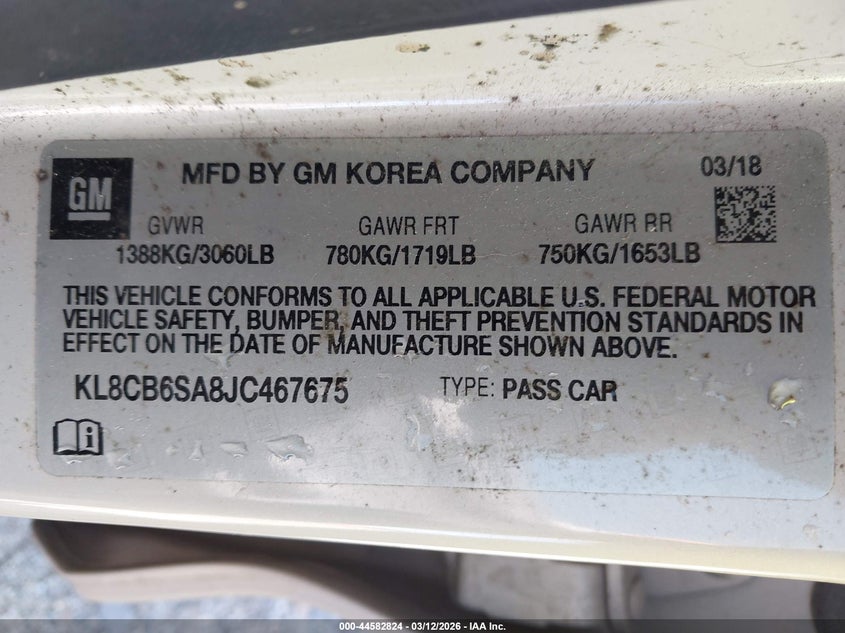 GM
MFD BY GM KOREA COMPANY 03/18
GVWR GAWR FRT GAWR RR
1388KG/3060LB 780KG/1719LB 750KG/1653LB
THIS VEHICLE CONFORMS TO ALL APPLICABLE U.S. FEDERAL MOTOR
VEHICLE SAFETY, BUMPER, AND THEFT PREVENTION STANDARDS IN
EFFECT ON THE DATE OF MANUFACTURE SHOWN ABOVE.
KL8CB6SA8JC467675 TYPE: PASS CAR
000-44582824 - 03/12/2026 - IAA Inc.